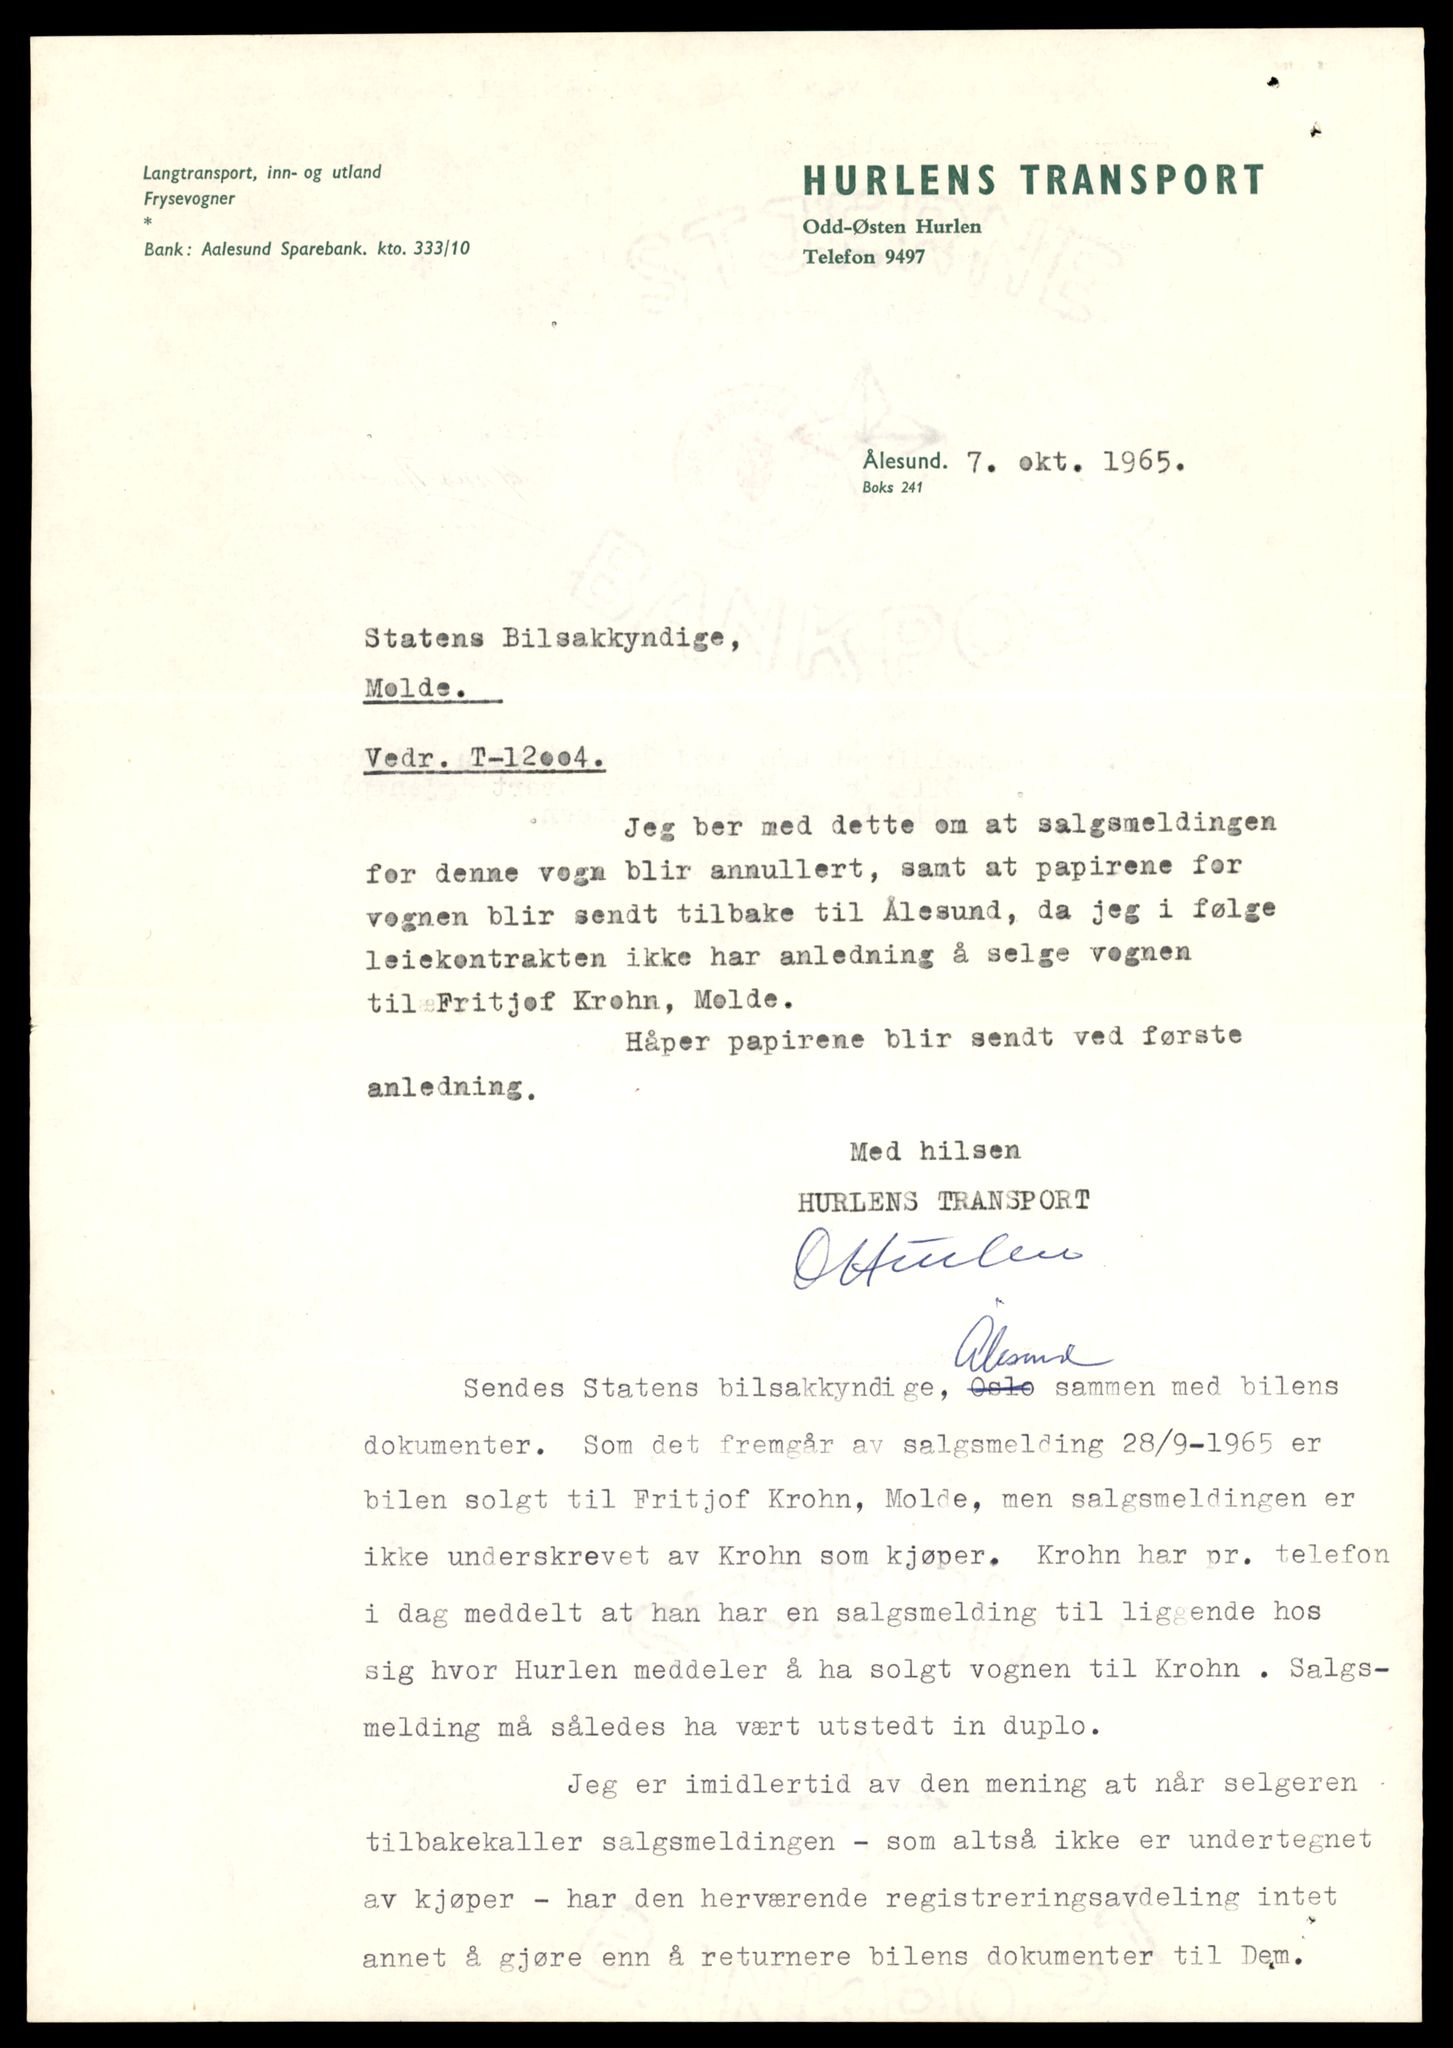 Langtransport, inn- og utland
Frysevogner
*
Bank: Aalesund Sparebank. kto. 333/10
HURLENS TRANSPORT
Odd-Østen Hurlen
Telefon 9497
Ålesund. 7. okt. 1965.
Boks 241
Statens Bilsakkyndige,
Molde.
Vedr. T-12004.
Jeg ber med dette om at salgsmeldingen
for denne vogn blir annullert, samt at papirene for
vognen blir sendt tilbake til Ålesund, da jeg i følge
leiekontrakten ikke har anledning å selge vognen
til Fritjof Krohn, Molde.
Håper papirene blir sendt ved første
anledning.
Med hilsen
HURLENS TRANSPORT
O Hurlen
Ålesund
Sendes Statens bilsakkyndige, Oslo sammen med bilens
dokumenter. Som det fremgår av salgsmelding 28/9-1965 er
bilen solgt til Fritjof Krohn, Molde, men salgsmeldingen er
ikke underskrevet av Krohn som kjøper. Krohn har pr. telefon
i dag meddelt at han har en salgsmelding til liggende hos
sig hvor Hurlen meddeler å ha solgt vognen til Krohn . Salgs-
melding må således ha vært utstedt in duplo.
Jeg er imidlertid av den mening at når selgeren
tilbakekaller salgsmeldingen - som altså ikke er undertegnet
av kjøper - har den herværende registreringsavdeling intet
annet å gjøre enn å returnere bilens dokumenter til Dem.